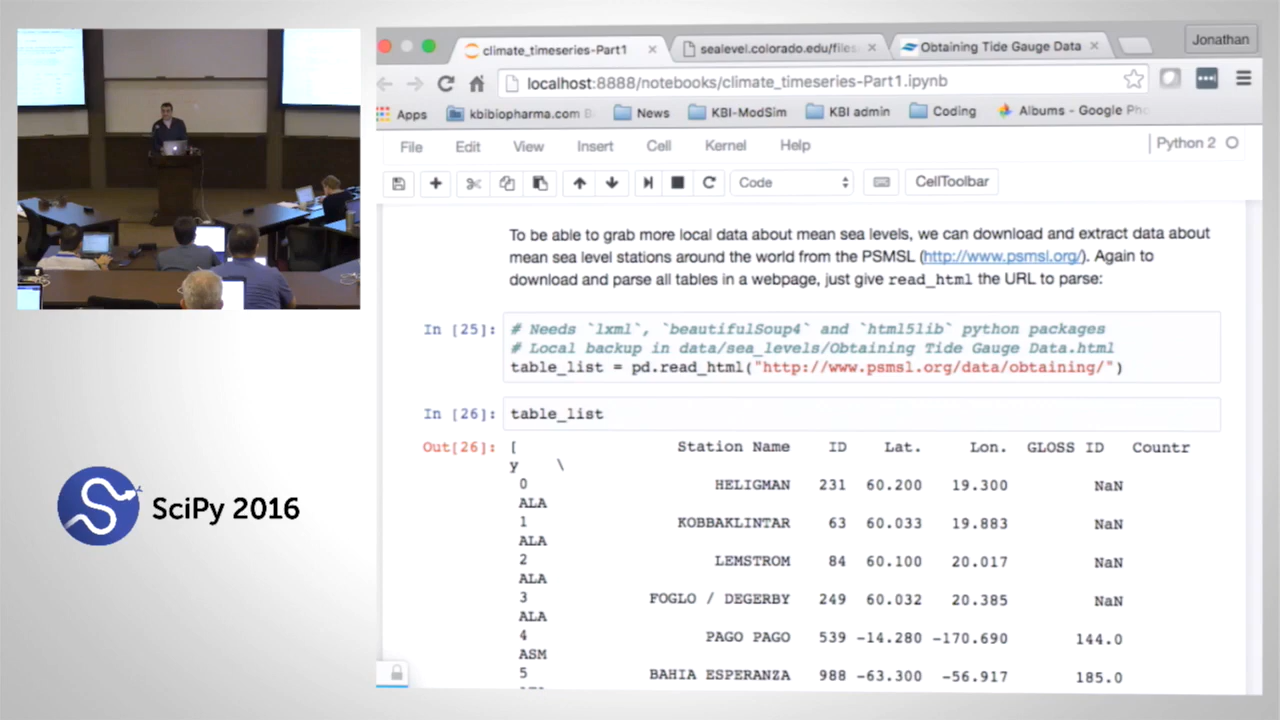 climate_timeseries-Part1
sealevel.colorado.edu/files
Obtaining Tide Gauge Data
Jonathan
localhost:8888/notebooks/climate_timeseries-Part1.ipynb
Apps
kbibiopharma.com
News
KBI-ModSim
KBI admin
Coding
Albums - Google Pho
File Edit View Insert Cell Kernel Help
Python 2
Code
CellToolbar
To be able to grab more local data about mean sea levels, we can download and extract data about
mean sea level stations around the world from the PSMSL (http://www.psmsl.org/). Again to
download and parse all tables in a webpage, just give read_html the URL to parse:
In [25]:
# Needs `lxml`, `beautifulSoup4` and `html5lib` python packages
# Local backup in data/sea_levels/Obtaining Tide Gauge Data.html
table_list = pd.read_html("http://www.psmsl.org/data/obtaining/")
In [26]: table_list
Out[26]: [ Station Name ID Lat. Lon. GLOSS ID Countr
y \
0 HELIGMAN 231 60.200 19.300 NaN
ALA
1 KOBBAKLINTAR 63 60.033 19.883 NaN
ALA
2 LEMSTROM 84 60.100 20.017 NaN
ALA
3 FOGLO / DEGERBY 249 60.032 20.385 NaN
ALA
4 PAGO PAGO 539 -14.280 -170.690 144.0
ASM
5 BAHIA ESPERANZA 988 -63.300 -56.917 185.0
SciPy 2016